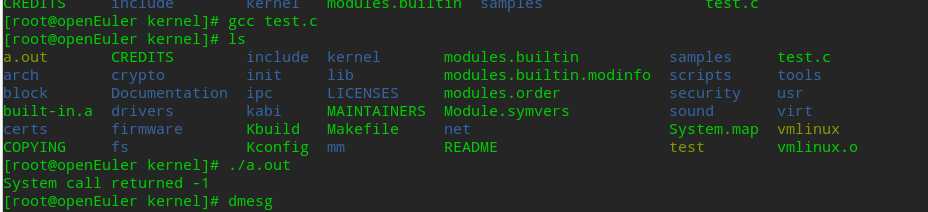 CREDITS include kernel modules.builtin samples test.c
[root@openEuler kernel]# gcc test.c
[root@openEuler kernel]# ls
a.out CREDITS include kernel modules.builtin samples test.c
arch crypto init lib modules.builtin.modinfo scripts tools
block Documentation ipc LICENSES modules.order security usr
built-in.a drivers kabi MAINTAINERS Module.symvers sound virt
certs firmware Kbuild Makefile net System.map vmlinux
COPYING fs Kconfig mm README test vmlinux.o
[root@openEuler kernel]# ./a.out
System call returned -1
[root@openEuler kernel]# dmesg